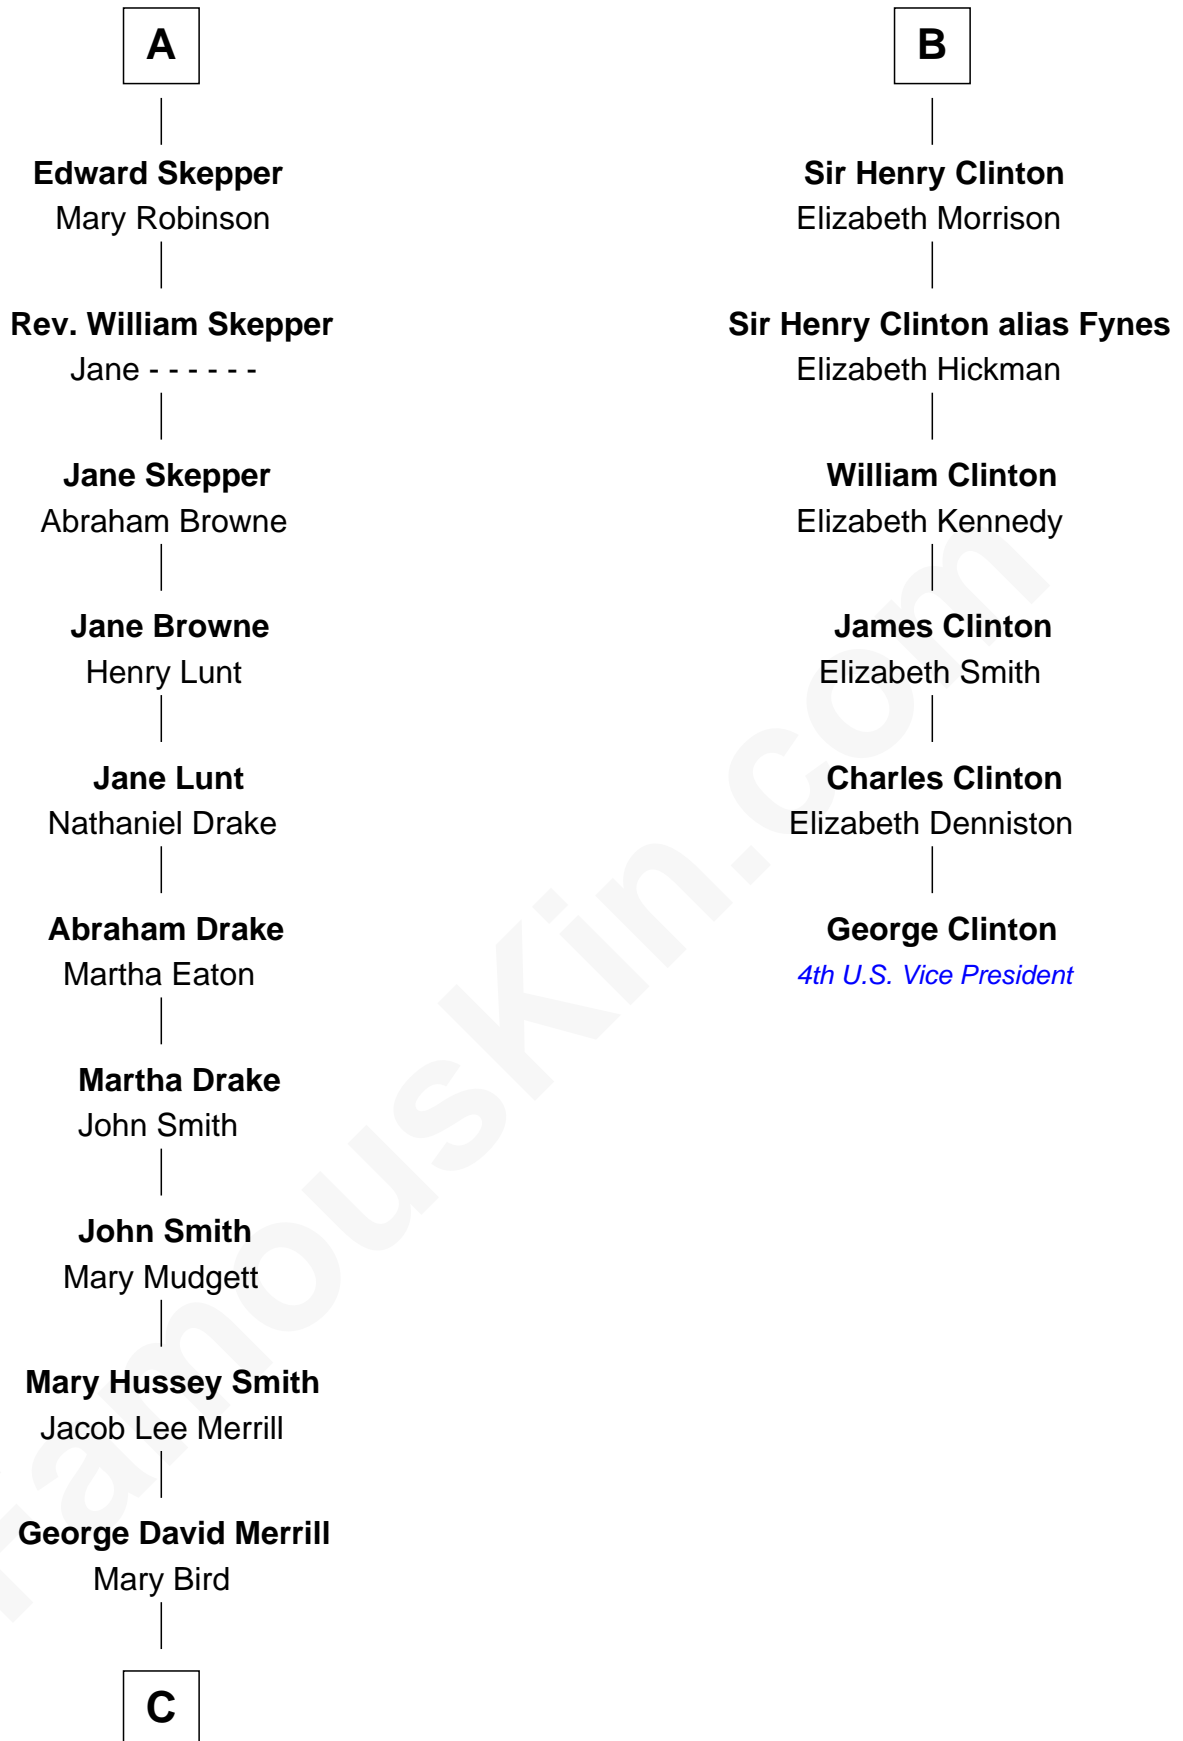 A
Edward Skepper
Mary Robinson
Rev. William Skepper
Jane - - - - - -
Jane Skepper
Abraham Browne
Jane Browne
Henry Lunt
Jane Lunt
Nathaniel Drake
Abraham Drake
Martha Eaton
Martha Drake
John Smith
John Smith
Mary Mudgett
Mary Hussey Smith
Jacob Lee Merrill
George David Merrill
Mary Bird
C
B
Sir Henry Clinton
Elizabeth Morrison
Sir Henry Clinton alias Fynes
Elizabeth Hickman
William Clinton
Elizabeth Kennedy
James Clinton
Elizabeth Smith
Charles Clinton
Elizabeth Denniston
George Clinton
4th U.S. Vice President
FamousKin.com